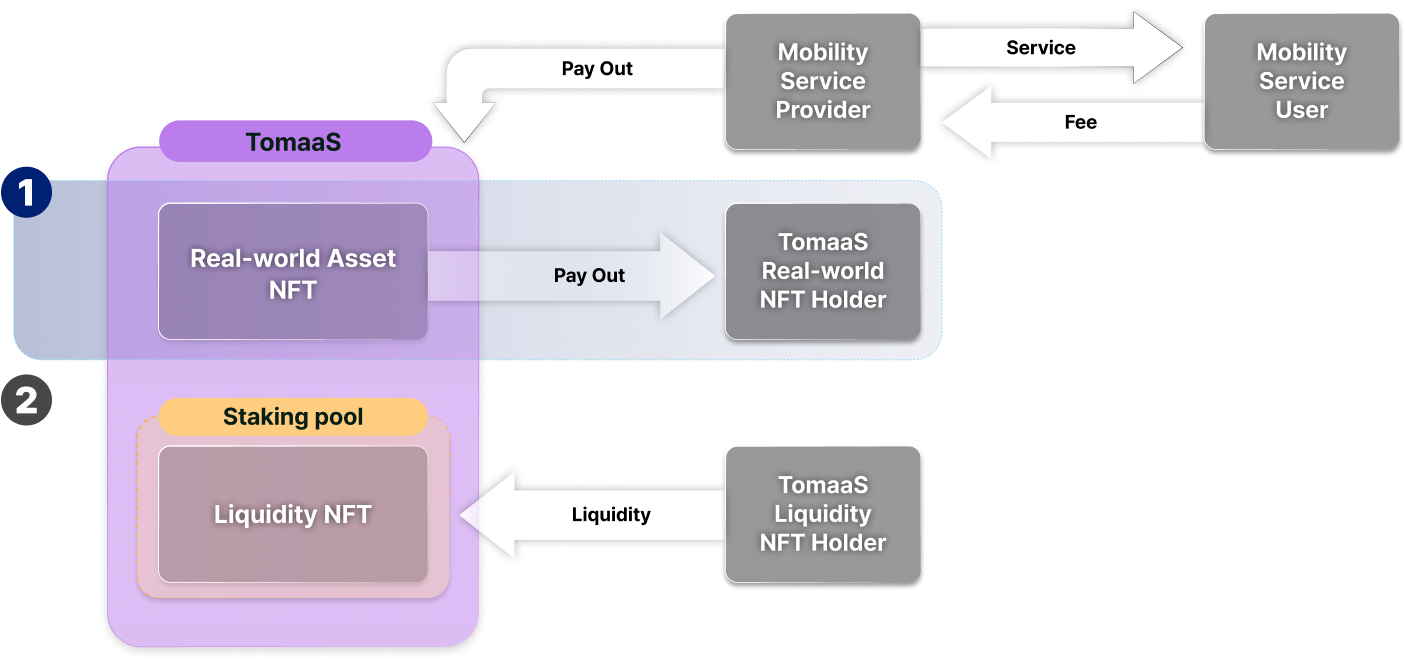 Mobility
Service
Provider
Service
Mobility
Service
User
Pay Out
Fee
TomaaS
1
Real-world Asset
NFT
Pay Out
TomaaS
Real-world
NFT Holder
2
Staking pool
Liquidity NFT
Liquidity
TomaaS
Liquidity
NFT Holder